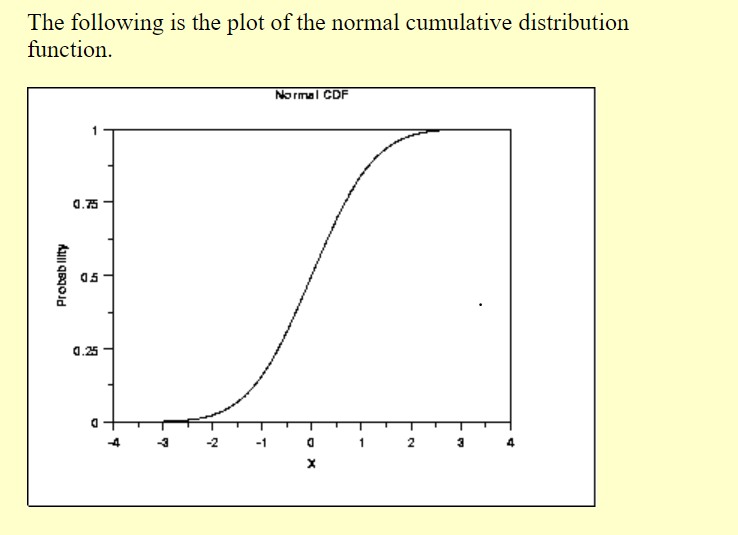 The following is the plot of the normal cumulative distribution
function.
Normal CDF
1
0.75
0.5
0.25
0
Probability
-4 -3 -2 -1 0 1 2 3 4
X